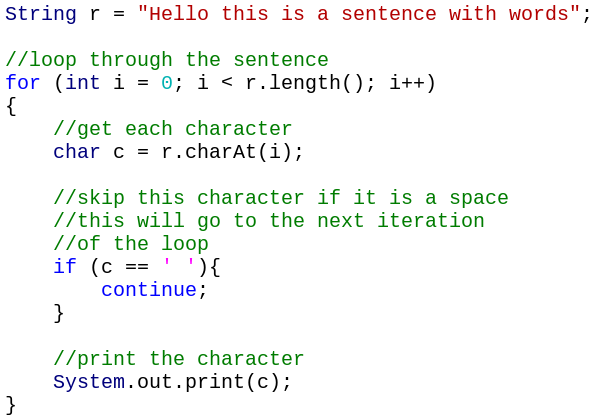 String r = "Hello this is a sentence with words";

//loop through the sentence
for (int i = 0; i < r.length(); i++)
{
    //get each character
    char c = r.charAt(i);

    //skip this character if it is a space
    //this will go to the next iteration
    //of the loop
    if (c == ' '){
        continue;
    }

    //print the character
    System.out.print(c);
}